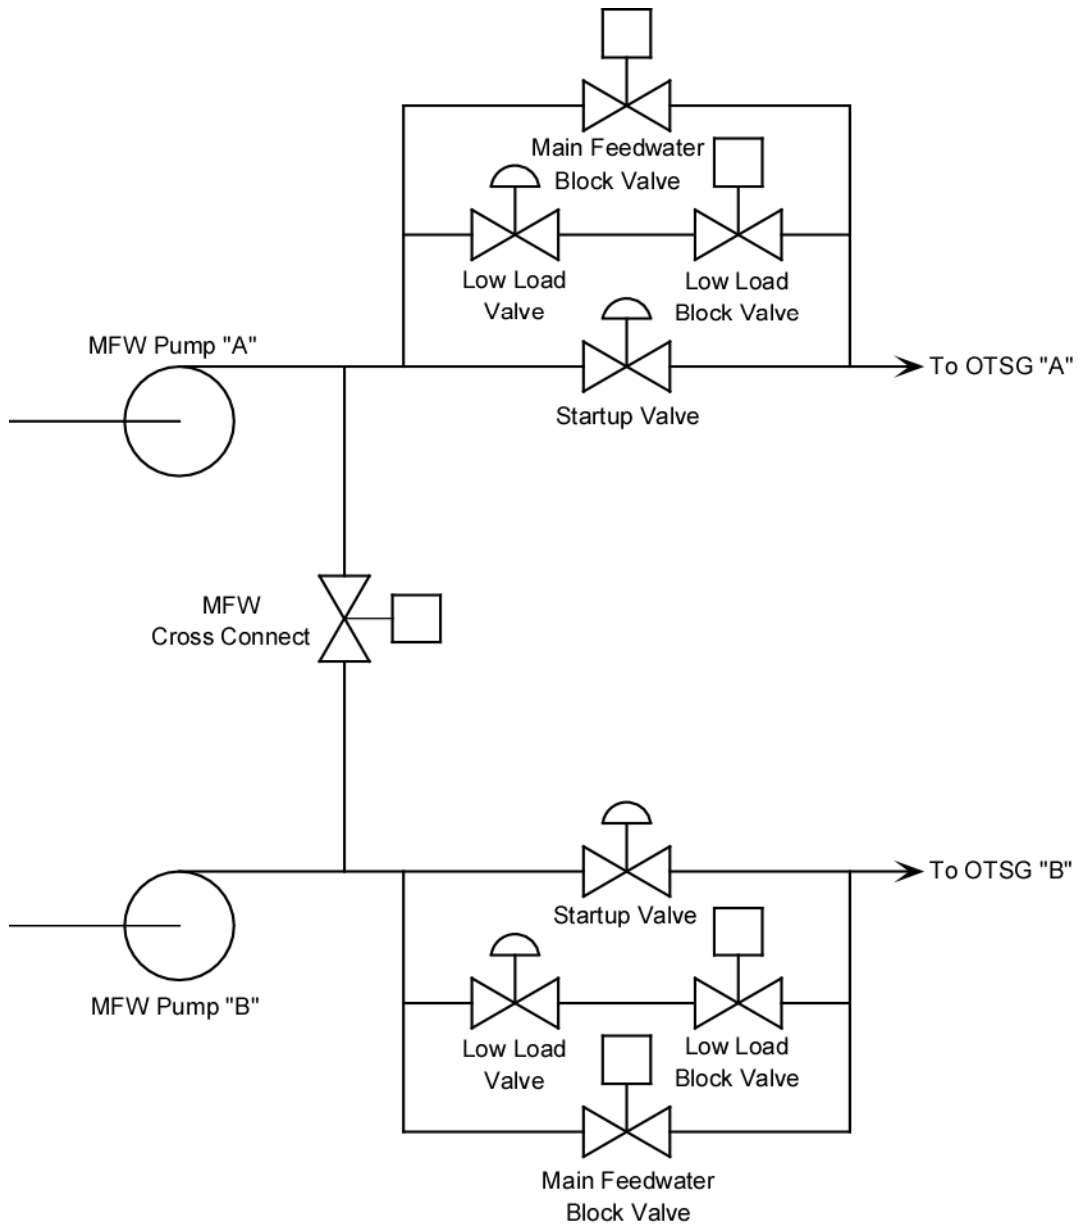 Main Feedwater
Block Valve
Low Load
Valve
Low Load
Block Valve
MFW Pump "A"
To OTSG "A"
Startup Valve
MFW
Cross Connect
To OTSG "B"
Startup Valve
MFW Pump "B"
Low Load
Valve
Low Load
Block Valve
Main Feedwater
Block Valve